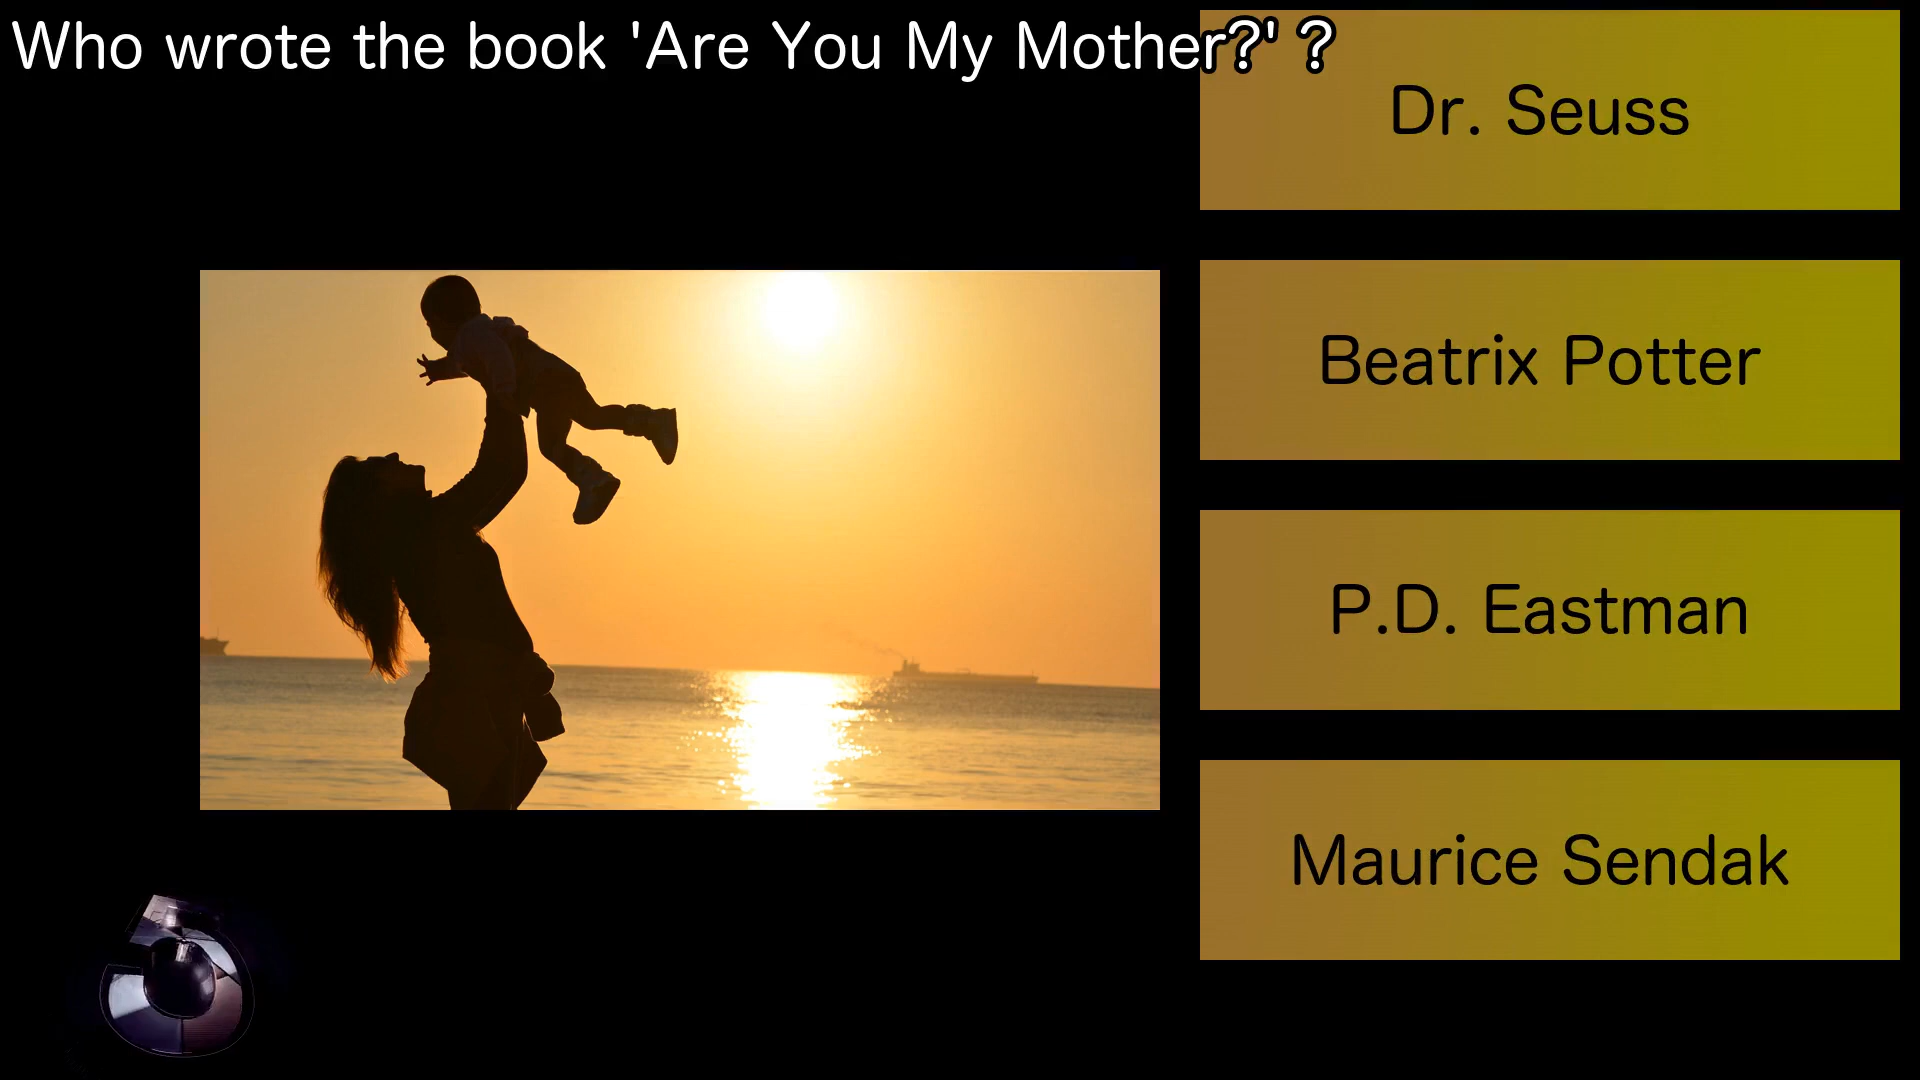 Who wrote the book 'Are You My Mother?' ?
Dr. Seuss
Beatrix Potter
P.D. Eastman
Maurice Sendak